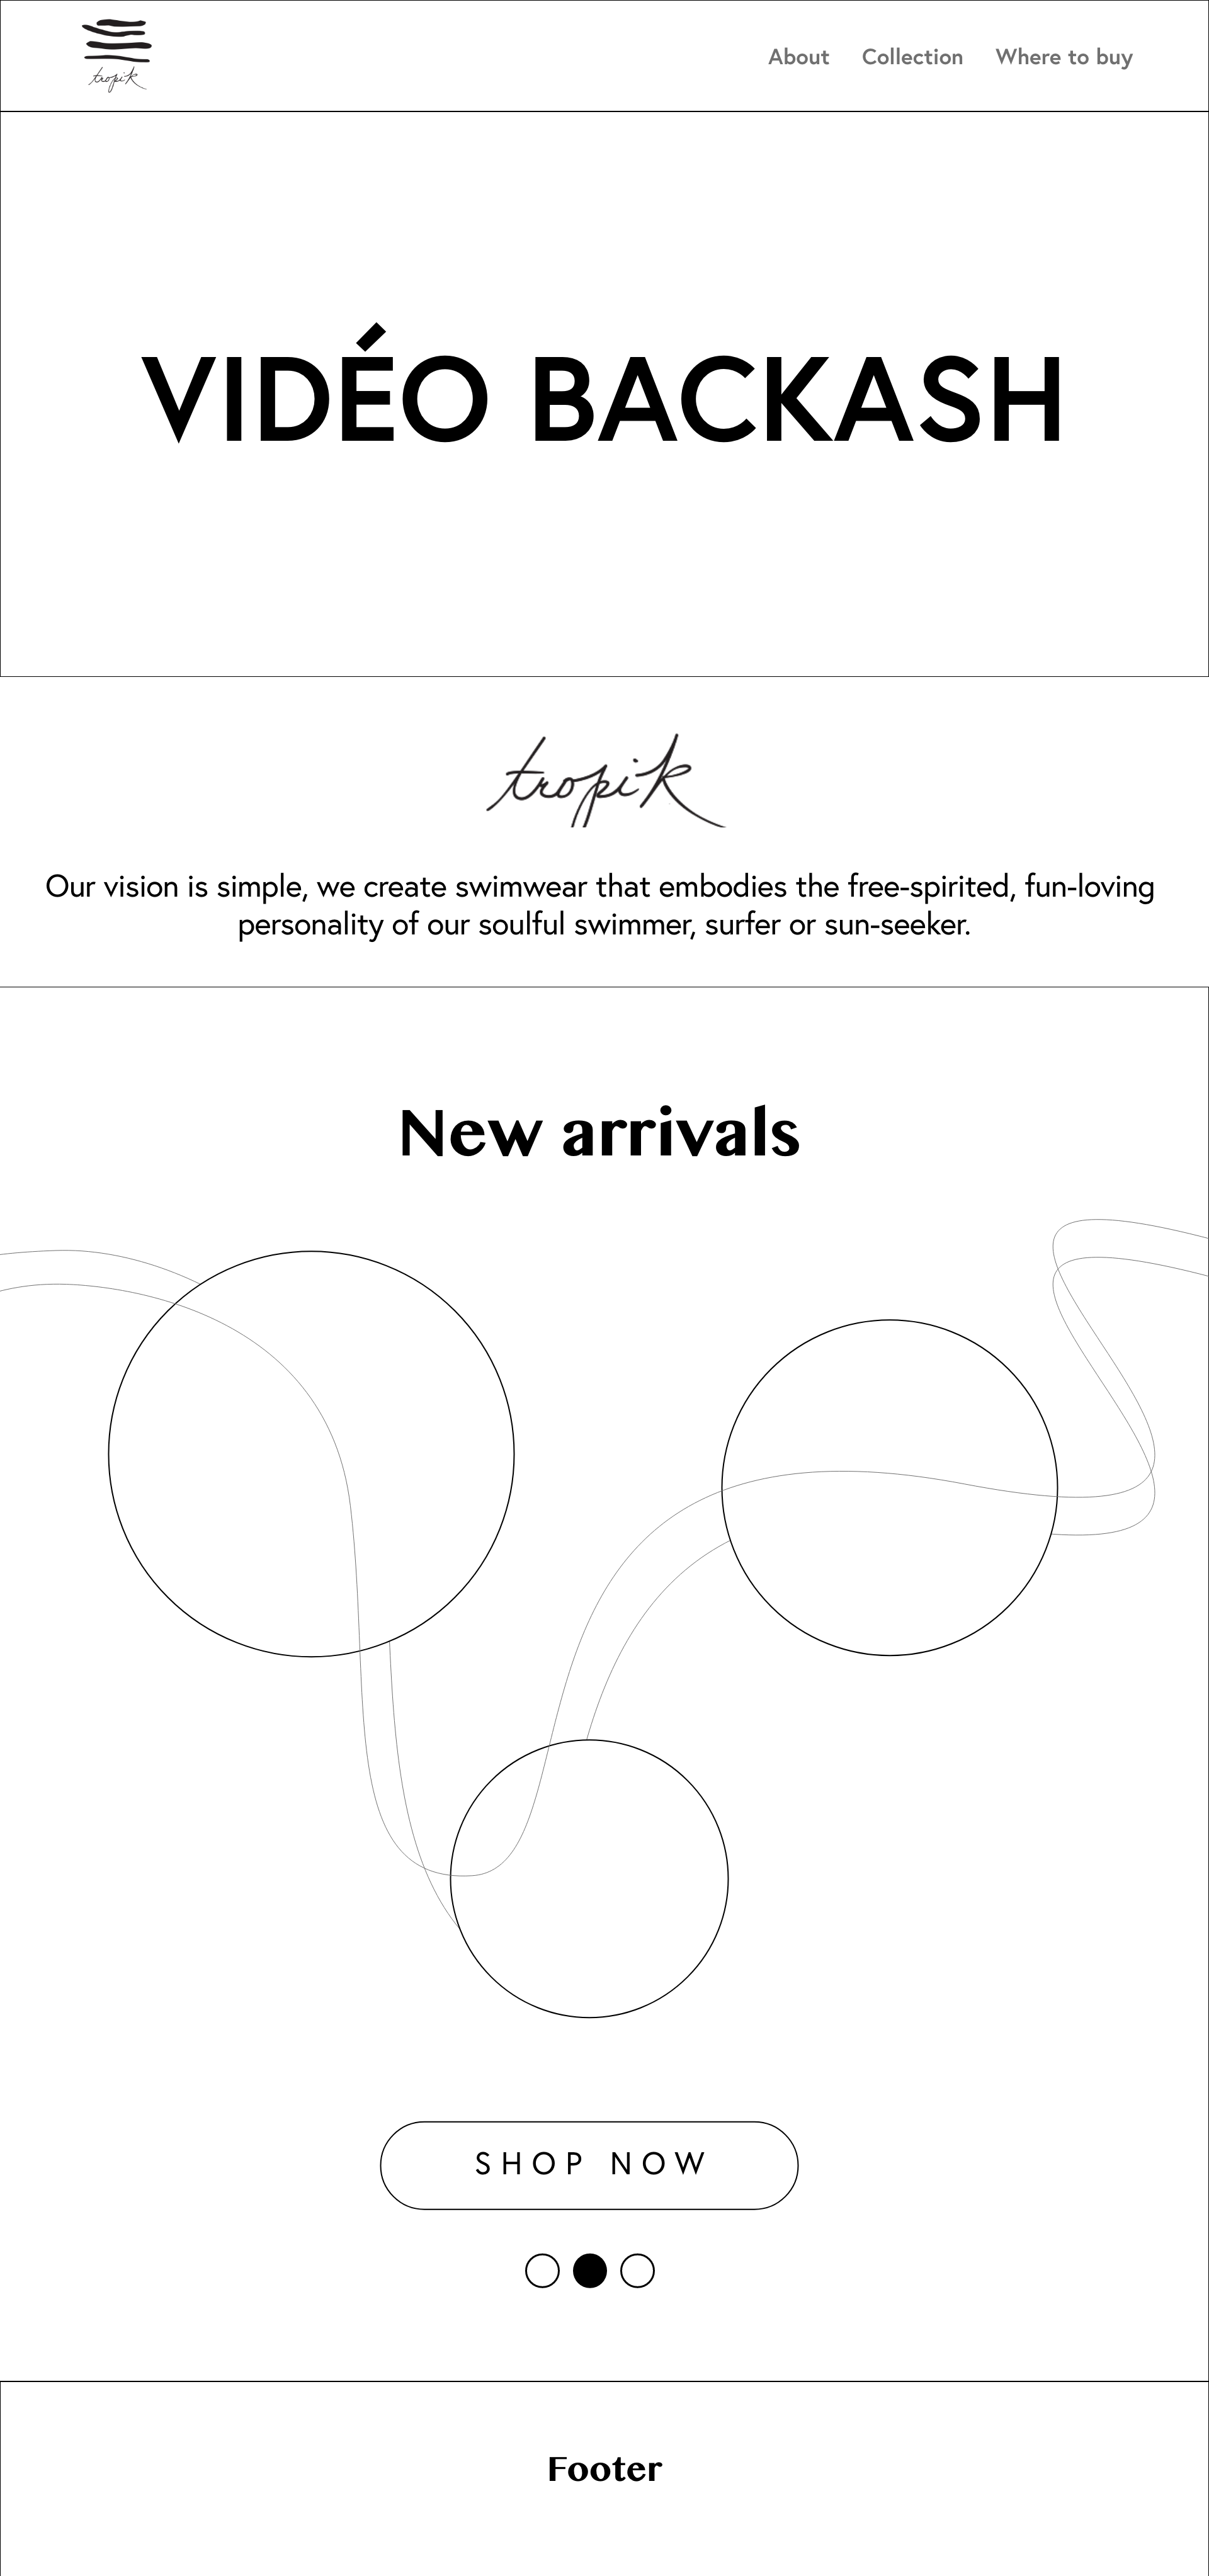 tropik
About Collection Where to buy
VIDÉO BACKASH
tropik
Our vision is simple, we create swimwear that embodies the free-spirited, fun-loving
personality of our soulful swimmer, surfer or sun-seeker.
New arrivals
SHOP NOW
Footer